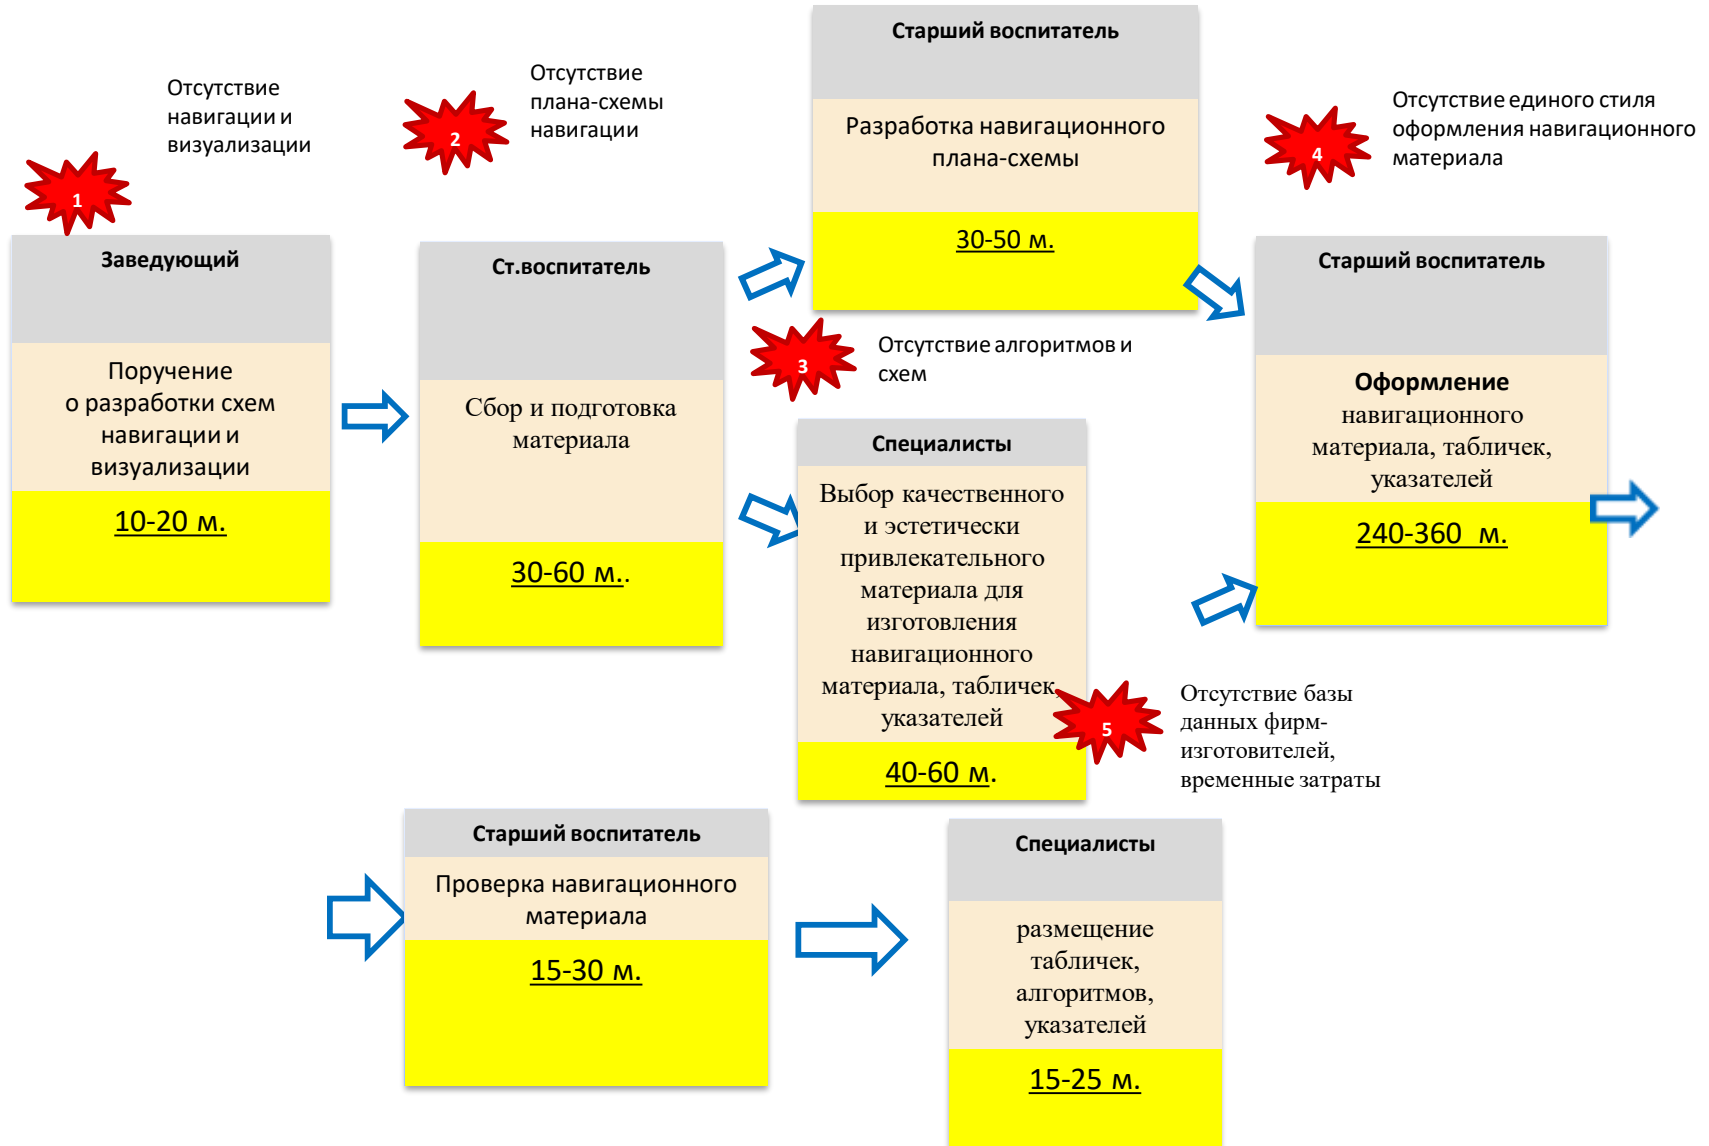 Отсутствие
навигации и
визуализации
1
Заведующий
Поручение
о разработки схем
навигации и
визуализации
10-20 м.
Отсутствие
плана-схемы
навигации
2
Ст.воспитатель
Сбор и подготовка
материала
30-60 м..
Старший воспитатель
Разработка навигационного
плана-схемы
30-50 м.
3
Отсутствие алгоритмов и
схем
Специалисты
Выбор качественного
и эстетически
привлекательного
материала для
изготовления
навигационного
материала, табличек,
указателей
40-60 м.
4
Отсутствие единого стиля
оформления навигационного
материала
Старший воспитатель
Оформление
навигационного
материала, табличек,
указателей
240-360 м.
5
Отсутствие базы
данных фирм-
изготовителей,
временные затраты
Старший воспитатель
Проверка навигационного
материала
15-30 м.
Специалисты
размещение
табличек,
алгоритмов,
указателей
15-25 м.